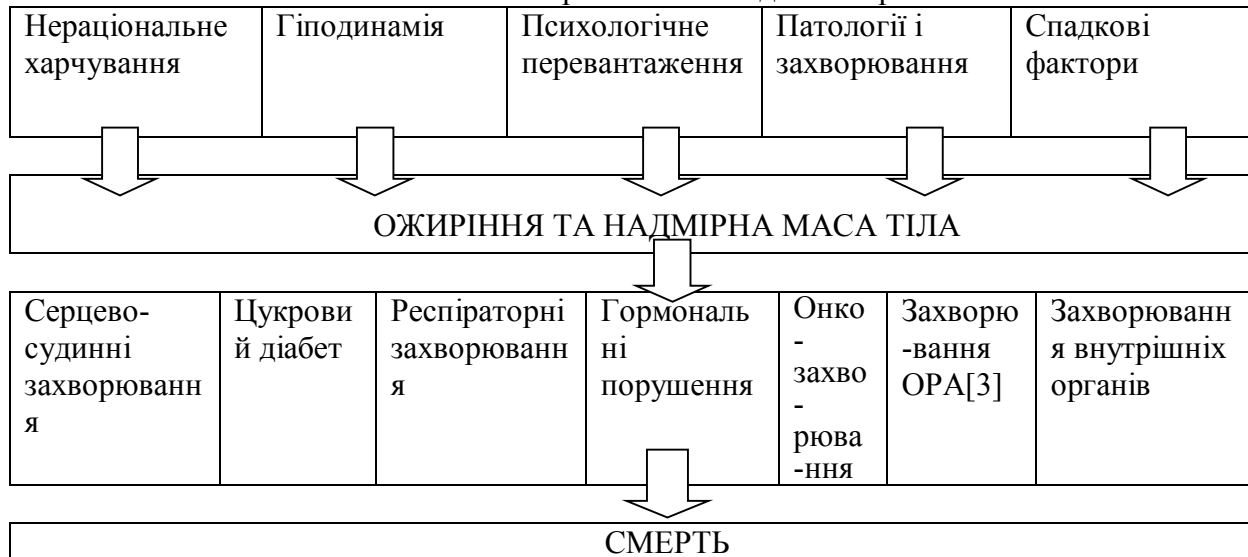 Нераціональне
харчування
Гіподинамія
Психологічне
перевантаження
Патології і
захворювання
Спадкові
фактори
ОЖИРІННЯ ТА НАДМІРНА МАСА ТІЛА
Серцево-
судинні
захворюванн
я
Цукрови
й діабет
Респіраторні
захворюванн
я
Гормональ
ні
порушення
Онко
-
захво
-
рюва
-ння
Захворю
-вання
ОРА[3]
Захворюванн
я внутрішніх
органів
СМЕРТЬ